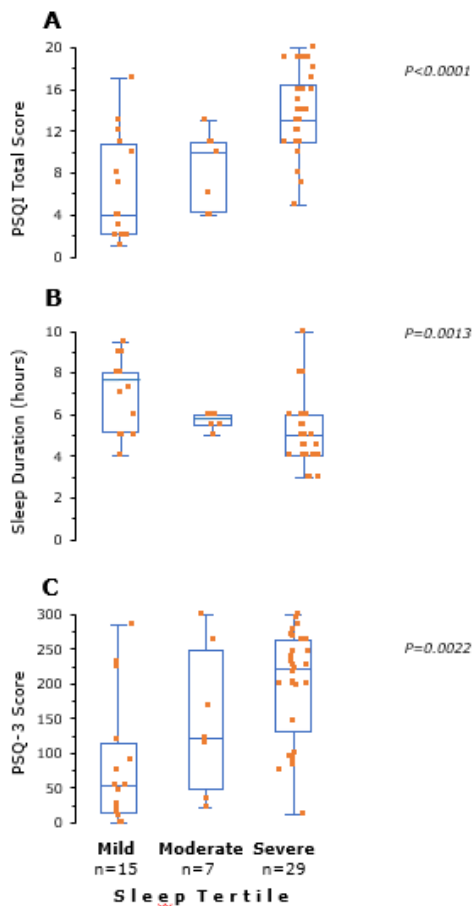 A
20
16
12
8
4
0
PSQI Total Score
P<0.0001
B
10
8
6
4
2
0
Sleep Duration (hours)
P=0.0013
C
300
250
200
150
100
50
0
PSQ-3 Score
P=0.0022
Mild Moderate Severe
n=15 n=7 n=29
Sleep Tertile